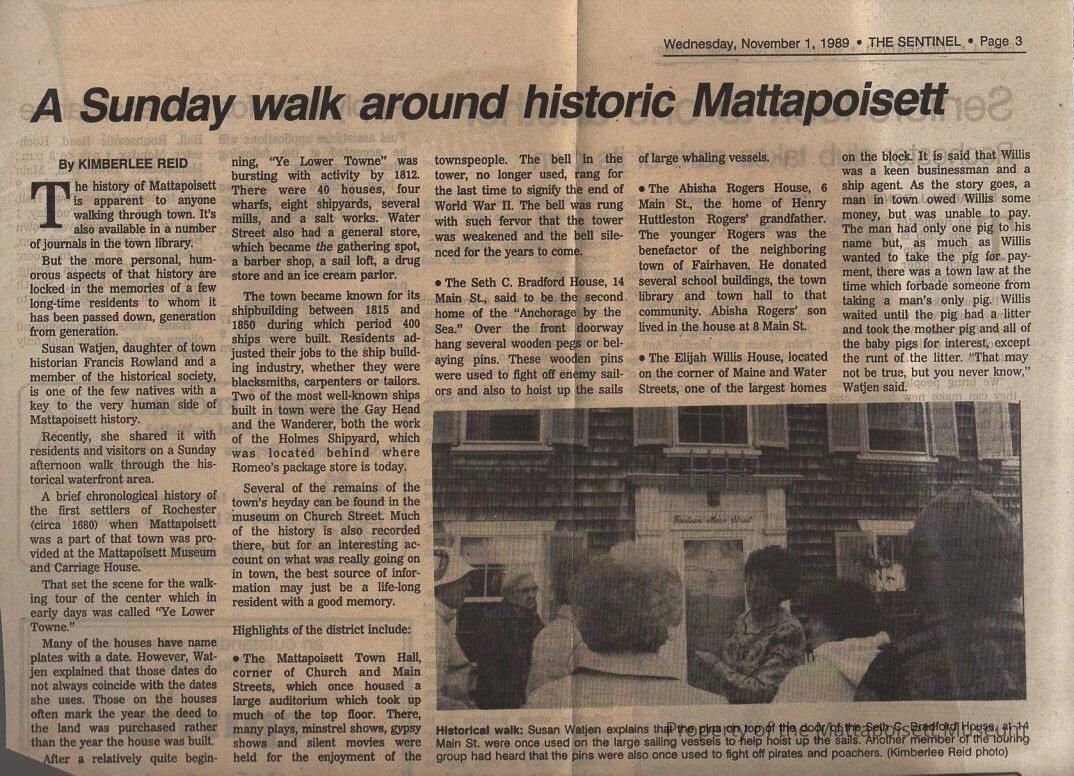 Wednesday, November 1, 1989 • THE SENTINEL • Page 3
A Sunday walk around historic Mattapoisett
By KIMBERLEE REID
The history of Mattapoisett
is apparent to anyone
walking through town. It's
also available in a number
of journals in the town library.
But the more personal, hum-
orous aspects of that history are
locked in the memories of a few
long-time residents to whom it
has been passed down, generation
from generation.
Susan Watjen, daughter of town
historian Francis Rowland and a
member of the historical society,
is one of the few natives with a
key to the very human side of
Mattapoisett history.
Recently, she shared it with
residents and visitors on a Sunday
afternoon walk through the his-
torical waterfront area.
A brief chronological history of
the first settlers of Rochester
(circa 1680) when Mattapoisett
was a part of that town was pro-
vided at the Mattapoisett Museum
and Carriage House.
That set the scene for the walk-
ing tour of the center which in
early days was called "Ye Lower
Towne."
Many of the houses have name
plates with a date. However, Wat-
jen explained that those dates do
not always coincide with the dates
she uses. Those on the houses
often mark the year the deed to
the land was purchased rather
than the year the house was built.
After a relatively quite begin-
ning, "Ye Lower Towne" was
bursting with activity by 1812.
There were 40 houses, four
wharfs, eight shipyards, several
mills, and a salt works. Water
Street also had a general store,
which became the gathering spot,
a barber shop, a sail loft, a drug
store and an ice cream parlor.
The town became known for its
shipbuilding between 1815 and
1850 during which period 400
ships were built. Residents ad-
justed their jobs to the ship build-
ing industry, whether they were
blacksmiths, carpenters or tailors.
Two of the most well-known ships
built in town were the Gay Head
and the Wanderer, both the work
of the Holmes Shipyard, which
was located behind where
Romeo's package store is today.
Several of the remains of the
town's heyday can be found in the
museum on Church Street. Much
of the history is also recorded
there, but for an interesting ac-
count on what was really going on
in town, the best source of infor-
mation may just be a life-long
resident with a good memory.
Highlights of the district include:
• The Mattapoisett Town Hall,
corner of Church and Main
Streets, which once housed a
large auditorium which took up
much of the top floor. There,
many plays, minstrel shows, gypsy
shows and silent movies were
held for the enjoyment of the
townspeople. The bell in the
tower, no longer used, rang for
the last time to signify the end of
World War II. The bell was rung
with such fervor that the tower
was weakened and the bell sile-
nced for the years to come.
• The Seth C. Bradford House, 14
Main St., said to be the second
home of the "Anchorage by the
Sea." Over the front doorway
hang several wooden pegs or bel-
aying pins. These wooden pins
were used to fight off enemy sail-
ors and also to hoist up the sails
of large whaling vessels.
• The Abisha Rogers House, 6
Main St., the home of Henry
Huttleston Rogers' grandfather.
The younger Rogers was the
benefactor of the neighboring
town of Fairhaven. He donated
several school buildings, the town
library and town hall to that
community. Abisha Rogers' son
lived in the house at 8 Main St.
• The Elijah Willis House, located
on the corner of Maine and Water
Streets, one of the largest homes
on the block. It is said that Willis
was a keen businessman and a
ship agent. As the story goes, a
man in town owed Willis some
money, but was unable to pay.
The man had only one pig to his
name but, as much as Willis
wanted to take the pig for pay-
ment, there was a town law at the
time which forbade someone from
taking a man's only pig. Willis
waited until the pig had a litter
and took the mother pig and all of
the baby pigs for interest, except
the runt of the litter. "That may
not be true, but you never know,"
Watjen said.
Fourteen Main Street
Historical walk: Susan Watjen explains that the pins on top of the door of the Seth C. Bradford House, at 14
Main St. were once used on the large sailing vessels to help hoist up the sails. Another member of the touring
group had heard that the pins were also once used to fight off pirates and poachers. (Kimberlee Reid photo)
Property of the Mattapoisett Museum